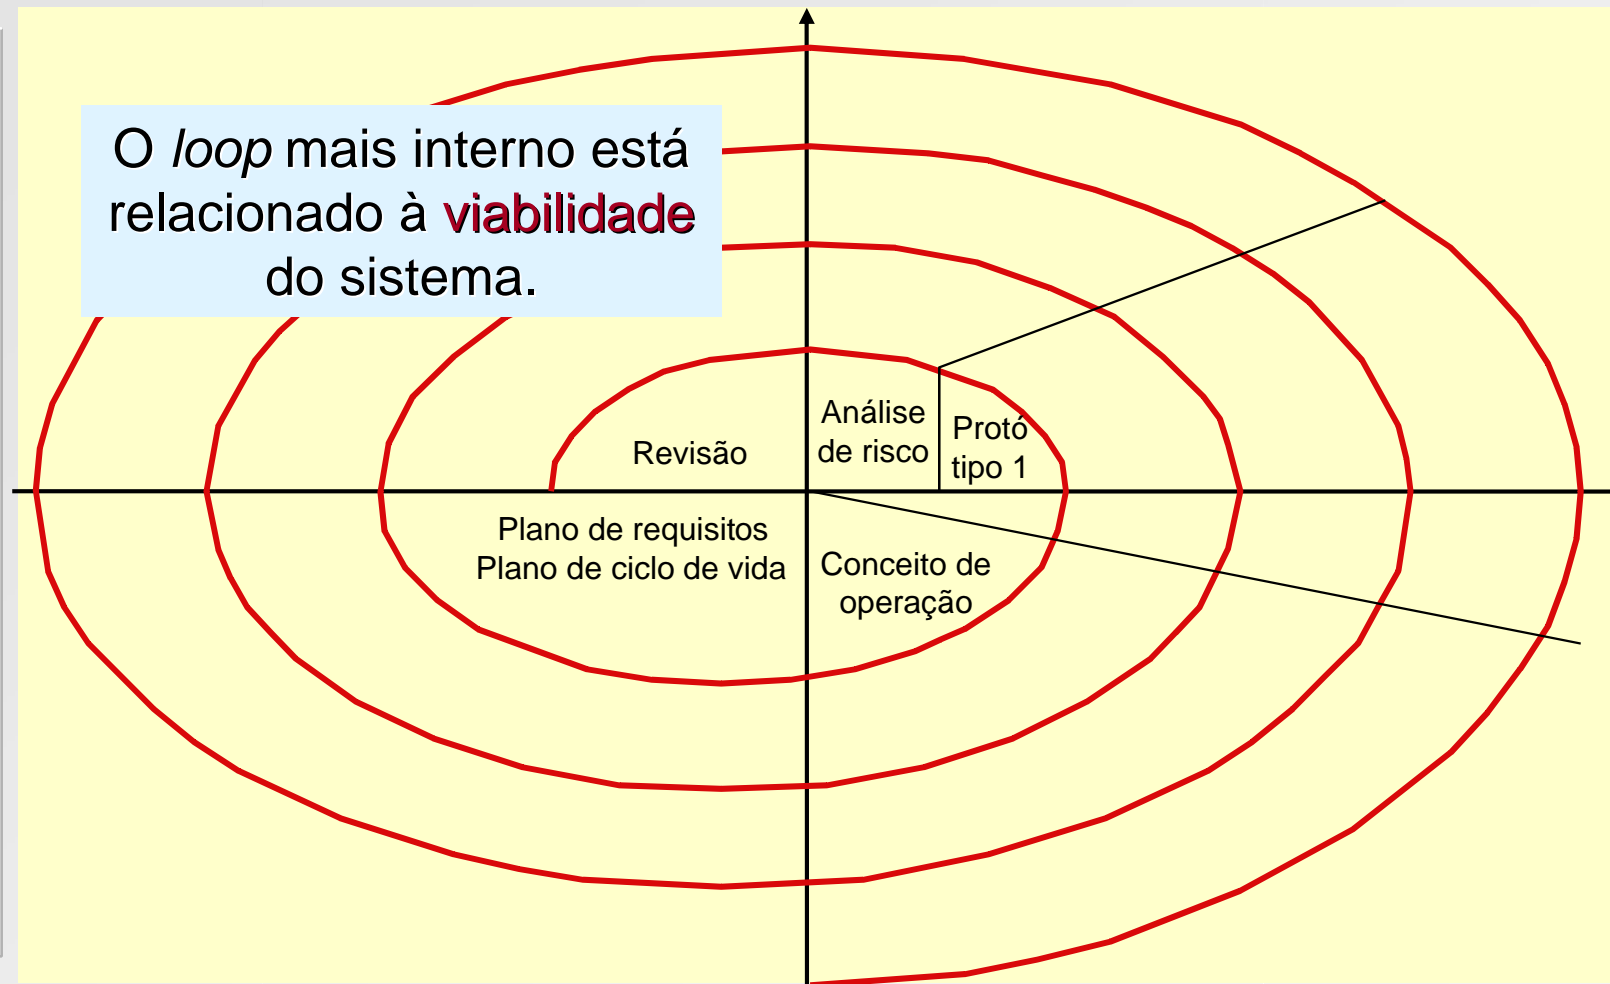 O loop mais interno está
relacionado à viabilidade
do sistema.
Revisão
Análise
de risco
Protó
tipo 1
Plano de requisitos
Plano de ciclo de vida
Conceito de
operação